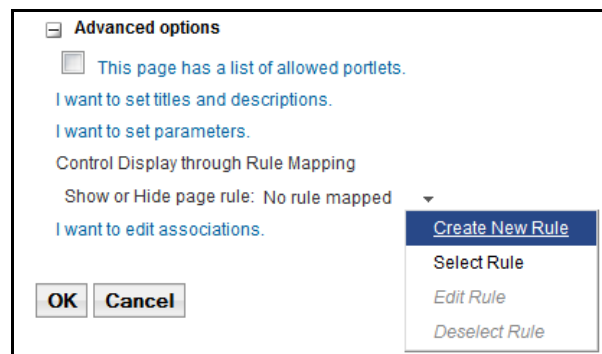 Advanced options
This page has a list of allowed portlets.
I want to set titles and descriptions.
I want to set parameters.
Control Display through Rule Mapping
Show or Hide page rule: No rule mapped
I want to edit associations.
Create New Rule
Select Rule
Edit Rule
Deselect Rule
OK Cancel